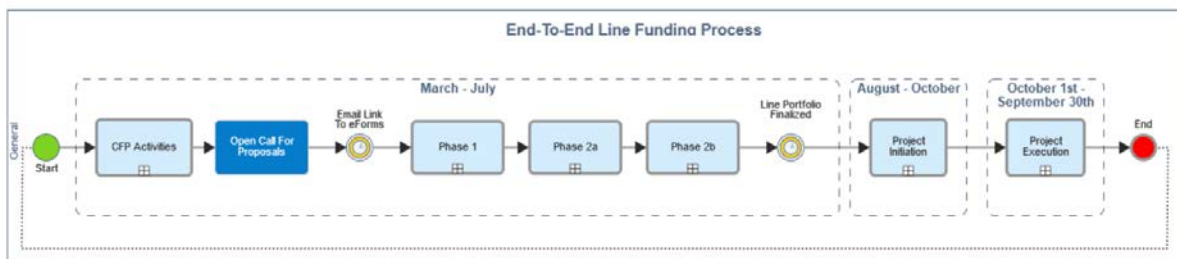 End-To-End Line Funding Process
General
March - July
August - October
October 1st -
September 30th
Start
CFP Activities
Open Call For
Proposals
Email Link
To eForms
Phase 1
Phase 2a
Phase 2b
Line Portfolio
Finalized
Project
Initiation
Project
Execution
End